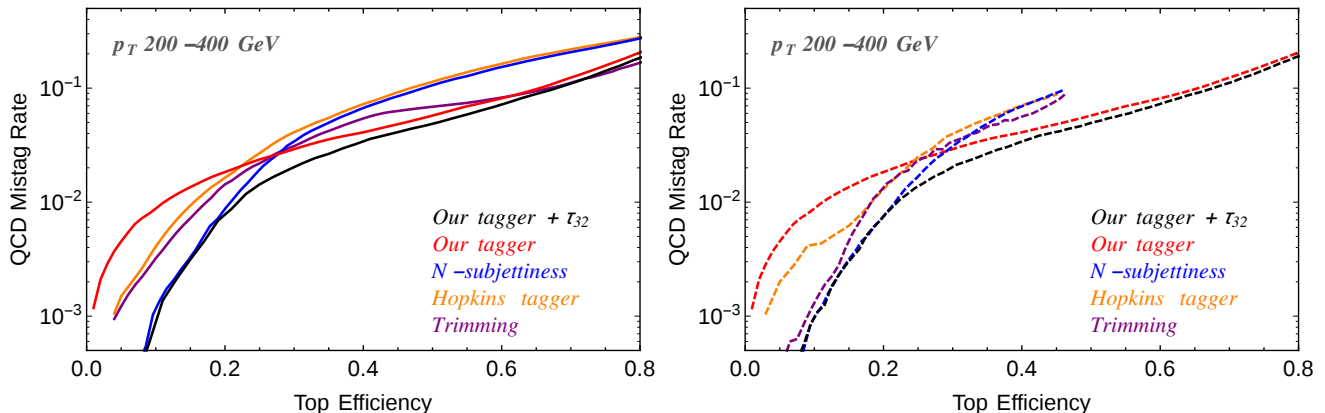 p_T 200 −400 GeV
QCD Mistag Rate
10^−1
10^−2
10^−3
Our tagger + τ_32
Our tagger
N −subjettiness
Hopkins tagger
Trimming
0.0 0.2 0.4 0.6 0.8
Top Efficiency
p_T 200 −400 GeV
QCD Mistag Rate
10^−1
10^−2
10^−3
Our tagger + τ_32
Our tagger
N −subjettiness
Hopkins tagger
Trimming
0.0 0.2 0.4 0.6 0.8
Top Efficiency